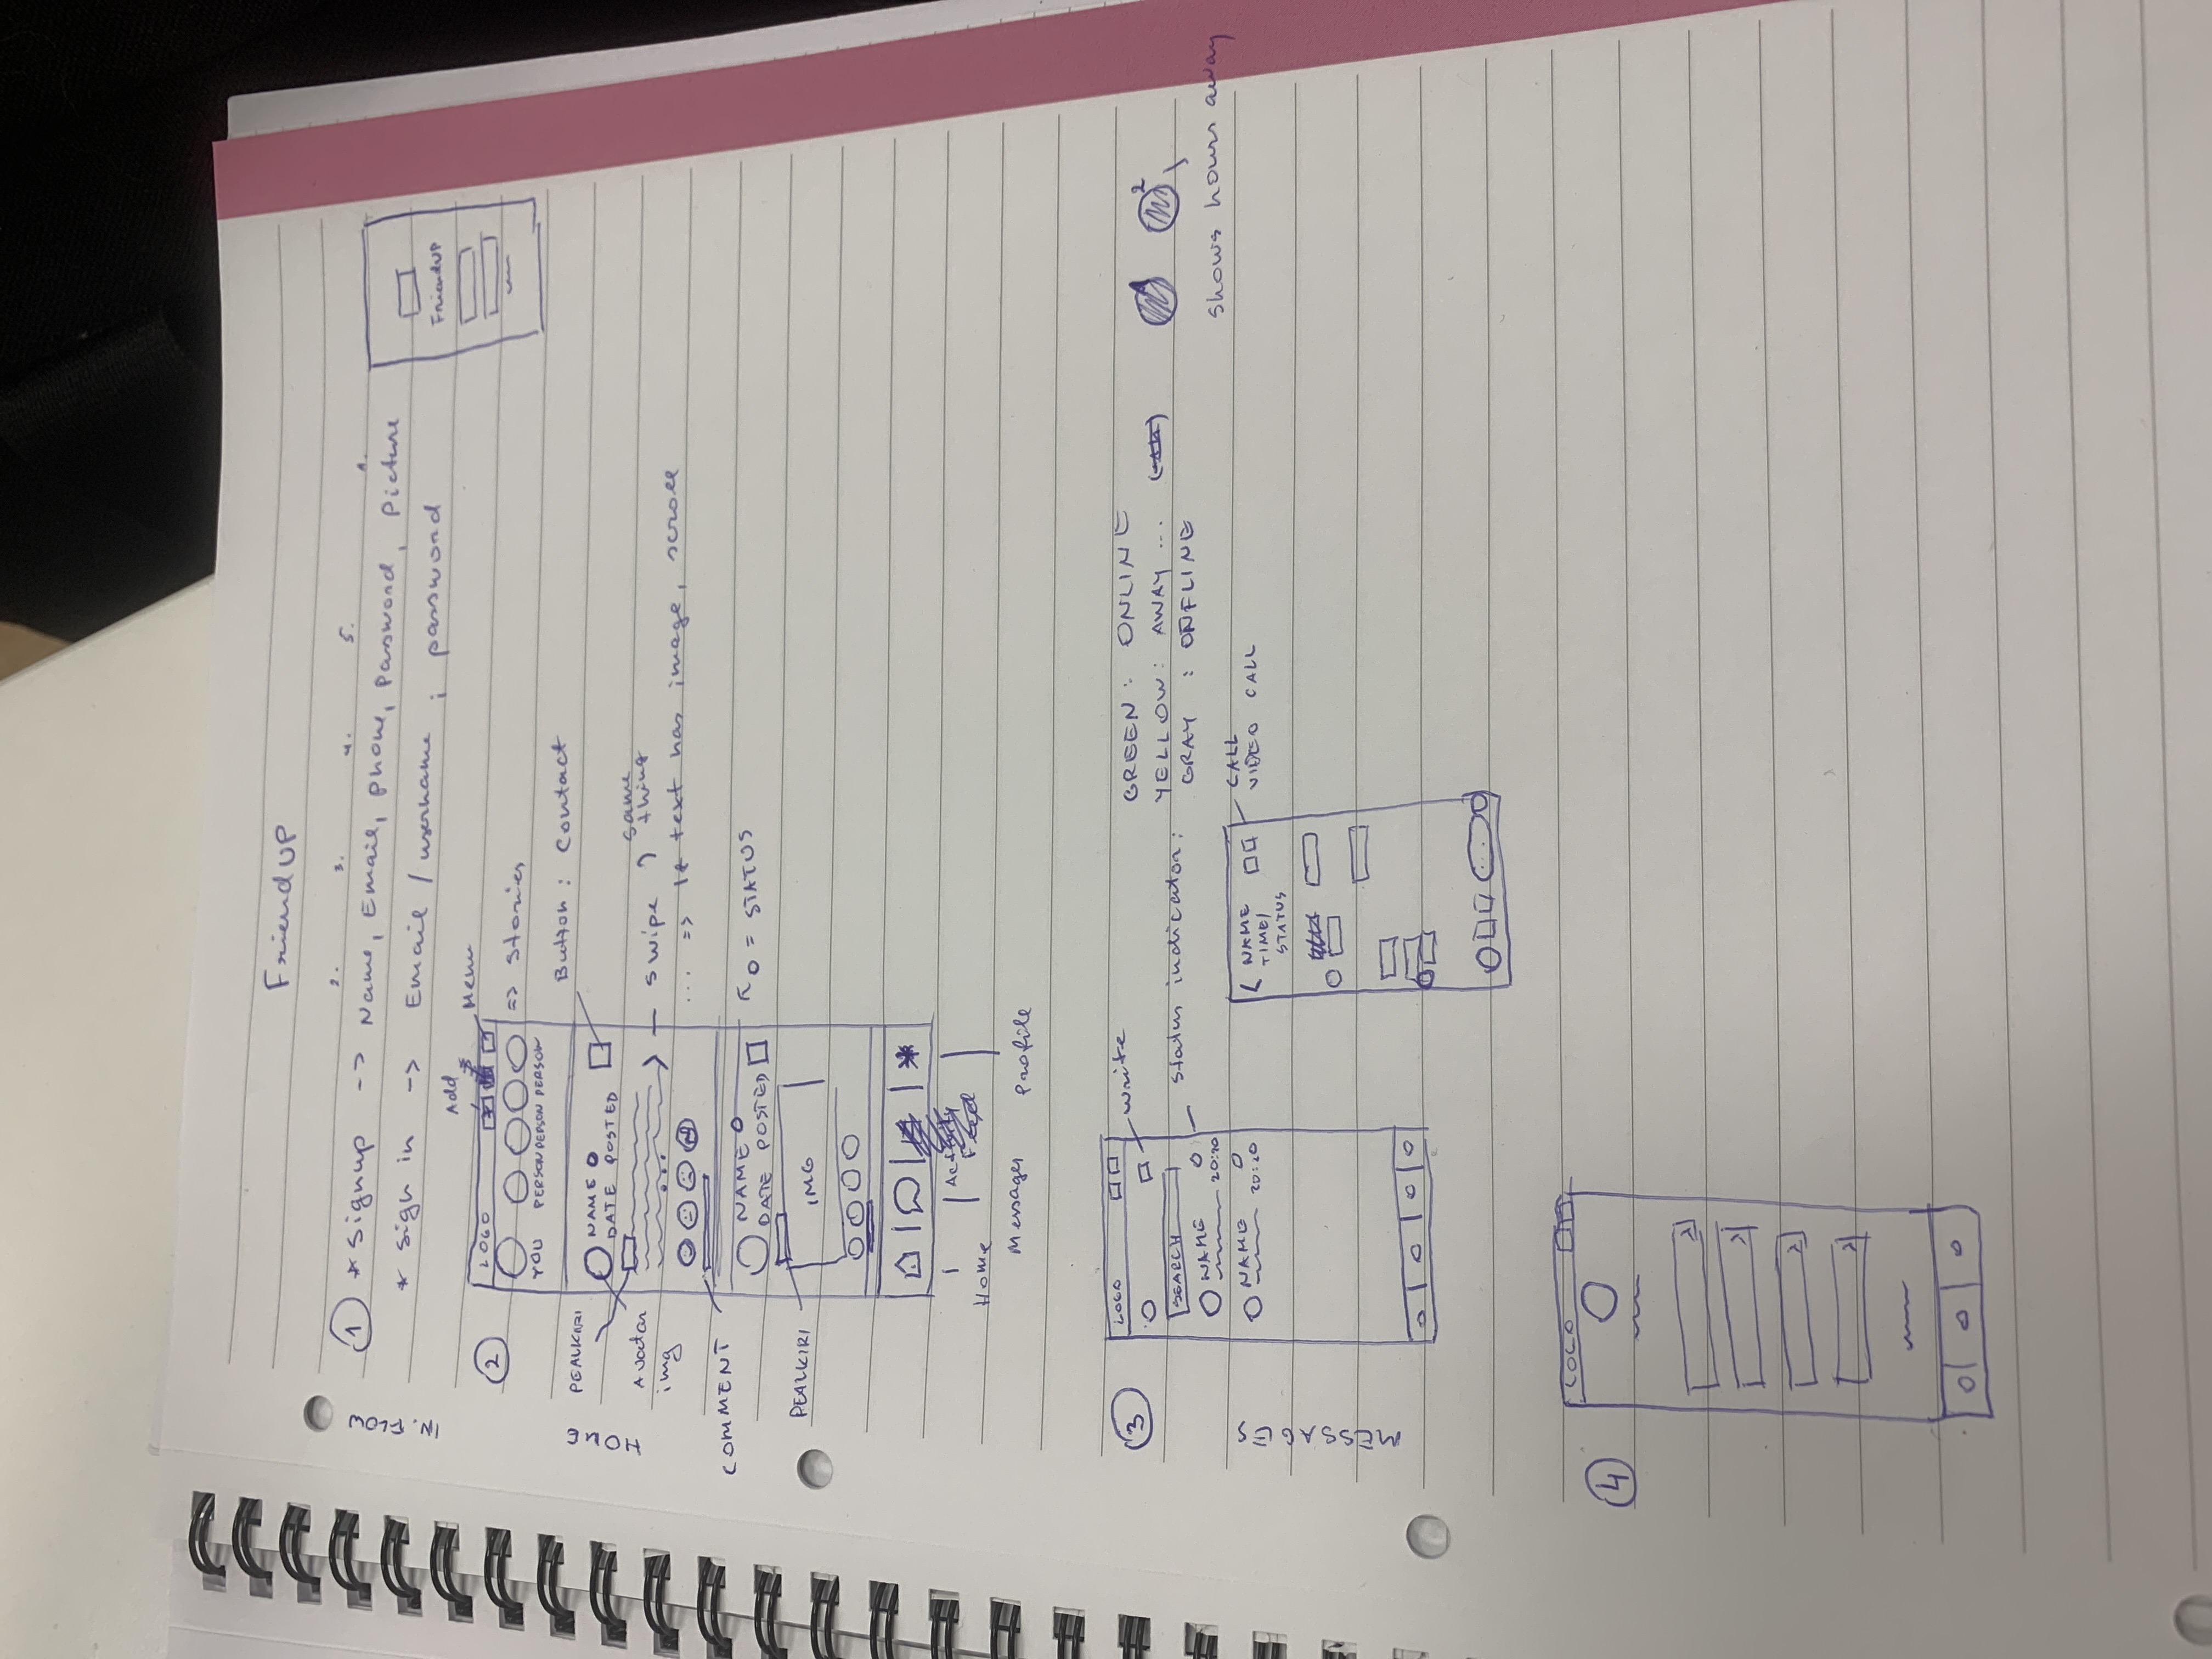 FriendUP
IN. FLOW
2. 3. 4. 5. 1.
1 * Signup -> Name, Email, phone, password, Picture
* Sign in -> Email / username ; password
FriendUP
HOME
2
Add
Menu
LOGO
=> Stories
YOU PERSON PERSON PERSON
PEALKIRI
Button : Contact
NAME
DATE POSTED
Avatar
img
Swipe
same
thing
... => If text has image, scroll
COMMENT
NAME
DATE POSTED
= STATUS
PEALKIRI
IMG
Home
Messages
Activity
Feed
Profile
MESSAGES
3
LOGO
write
SEARCH
NAME
20:20
NAME
20:20
Status indicator:
GREEN : ONLINE
YELLOW: AWAY ...
GRAY : OFFLINE
2
shows hours away
< NAME
TIME/
STATUS
CALL
VIDEO CALL
...
4
LOGO